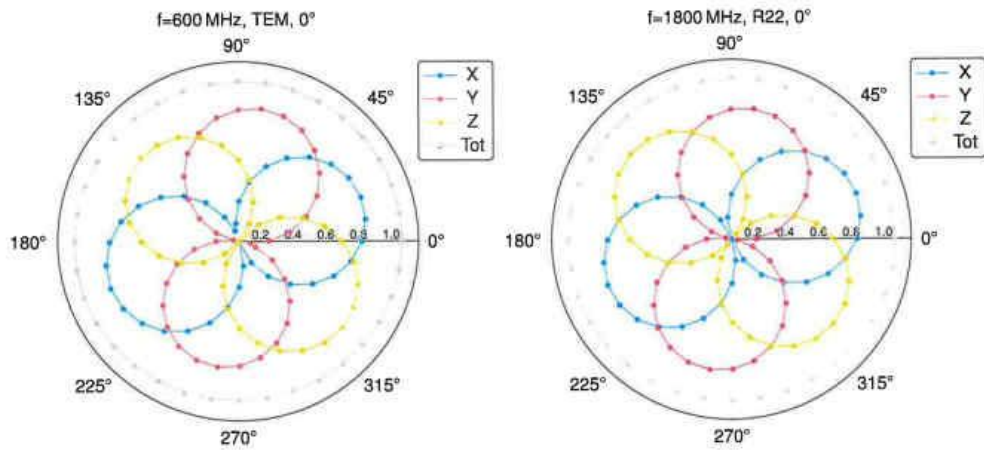 f=600 MHz, TEM, 0°
90°
135°
45°
X
Y
Z
Tot
180°
0.2 0.4 0.6 0.8 1.0
0°
225°
315°
270°
f=1800 MHz, R22, 0°
90°
135°
45°
X
Y
Z
Tot
180°
0.2 0.4 0.6 0.8 1.0
0°
225°
315°
270°